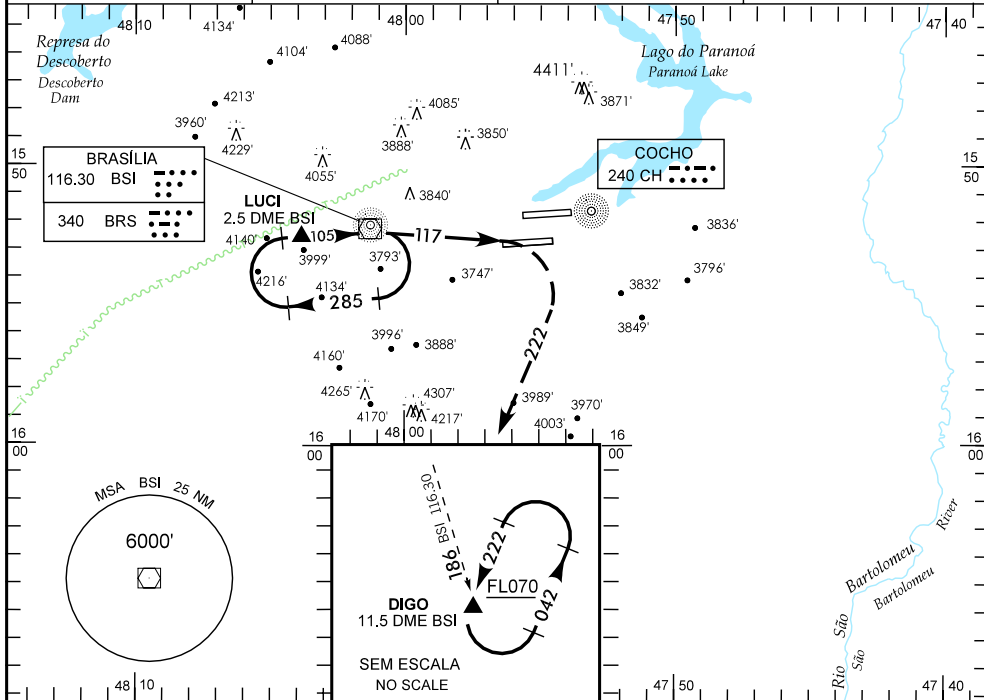 48 10
48 00
47 50
47 40
4134'
4088'
4104'
Represa do
Descoberto
Descoberto
Dam
Lago do Paranoá
Paranoá Lake
4411'
3871'
4213'
4085'
3960'
4229'
3888'
3850'
4055'
BRASÍLIA
116.30 BSI
340 BRS
COCHO
240 CH
15
50
15
50
3840'
LUCI
2.5 DME BSI
105
117
4140'
3999'
3793'
3836'
4216'
4134'
285
3747'
3796'
3832'
3849'
222
3996'
3888'
4160'
4265'
4307'
4170'
4217'
3989'
3970'
4003'
48 00
16
00
16
00
MSA BSI 25 NM
6000'
BSI 116.30
186
222
042
FL070
DIGO
11.5 DME BSI
SEM ESCALA
NO SCALE
River
Bartolomeu
Bartolomeu
São
São
Rio
48 10
47 50
47 40